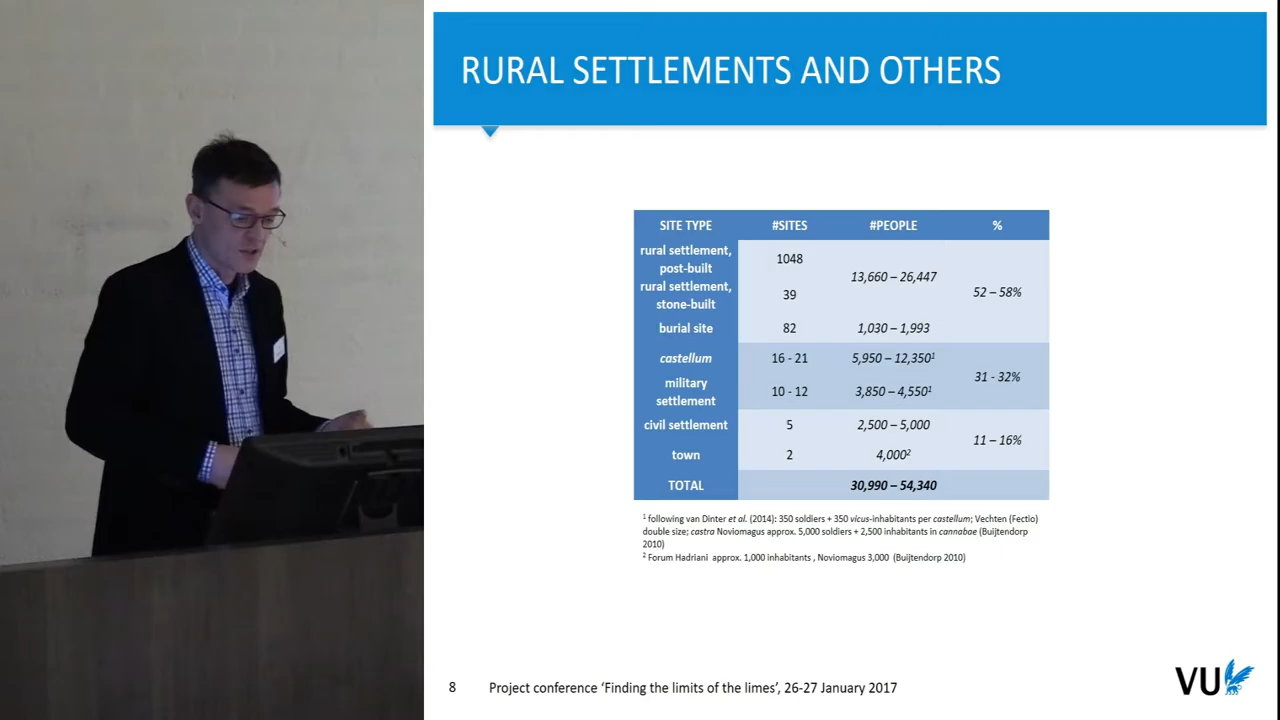 RURAL SETTLEMENTS AND OTHERS
SITE TYPE #SITES #PEOPLE %
rural settlement, post-built 1048 13,660 – 26,447 52 – 58%
rural settlement, stone-built 39
burial site 82 1,030 – 1,993
castellum 16 - 21 5,950 – 12,350¹ 31 - 32%
military settlement 10 - 12 3,850 – 4,550¹
civil settlement 5 2,500 – 5,000 11 – 16%
town 2 4,000²
TOTAL 30,990 – 54,340
¹ following van Dinter et al. (2014): 350 soldiers + 350 vicus-inhabitants per castellum; Vechten (Fectio)
double size; castra Noviomagus approx. 5,000 soldiers + 2,500 inhabitants in cannabae (Buijtendorp
2010)
² Forum Hadriani approx. 1,000 inhabitants , Noviomagus 3,000 (Buijtendorp 2010)
8 Project conference ‘Finding the limits of the limes’, 26-27 January 2017
VU